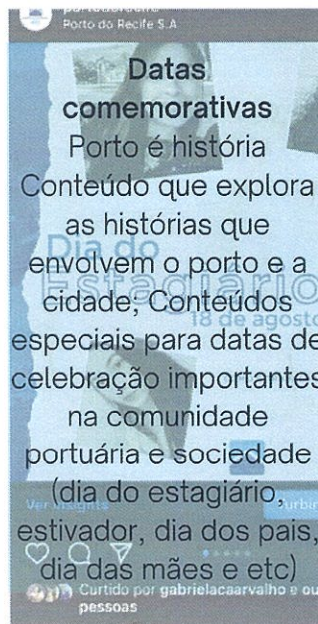 Porto do Recife S.A
Datas
comemorativas
Porto é história
Conteúdo que explora
as histórias que
Dia do
envolvem o porto e a
Estagiário
cidade; Conteúdos
18 de agosto
especiais para datas de
celebração importantes
na comunidade
portuária e sociedade
(dia do estagiário,
Ver insights
estivador, dia dos pais,
dia das mães e etc)
Curtido por gabrielacaarvalho e ou
pessoas